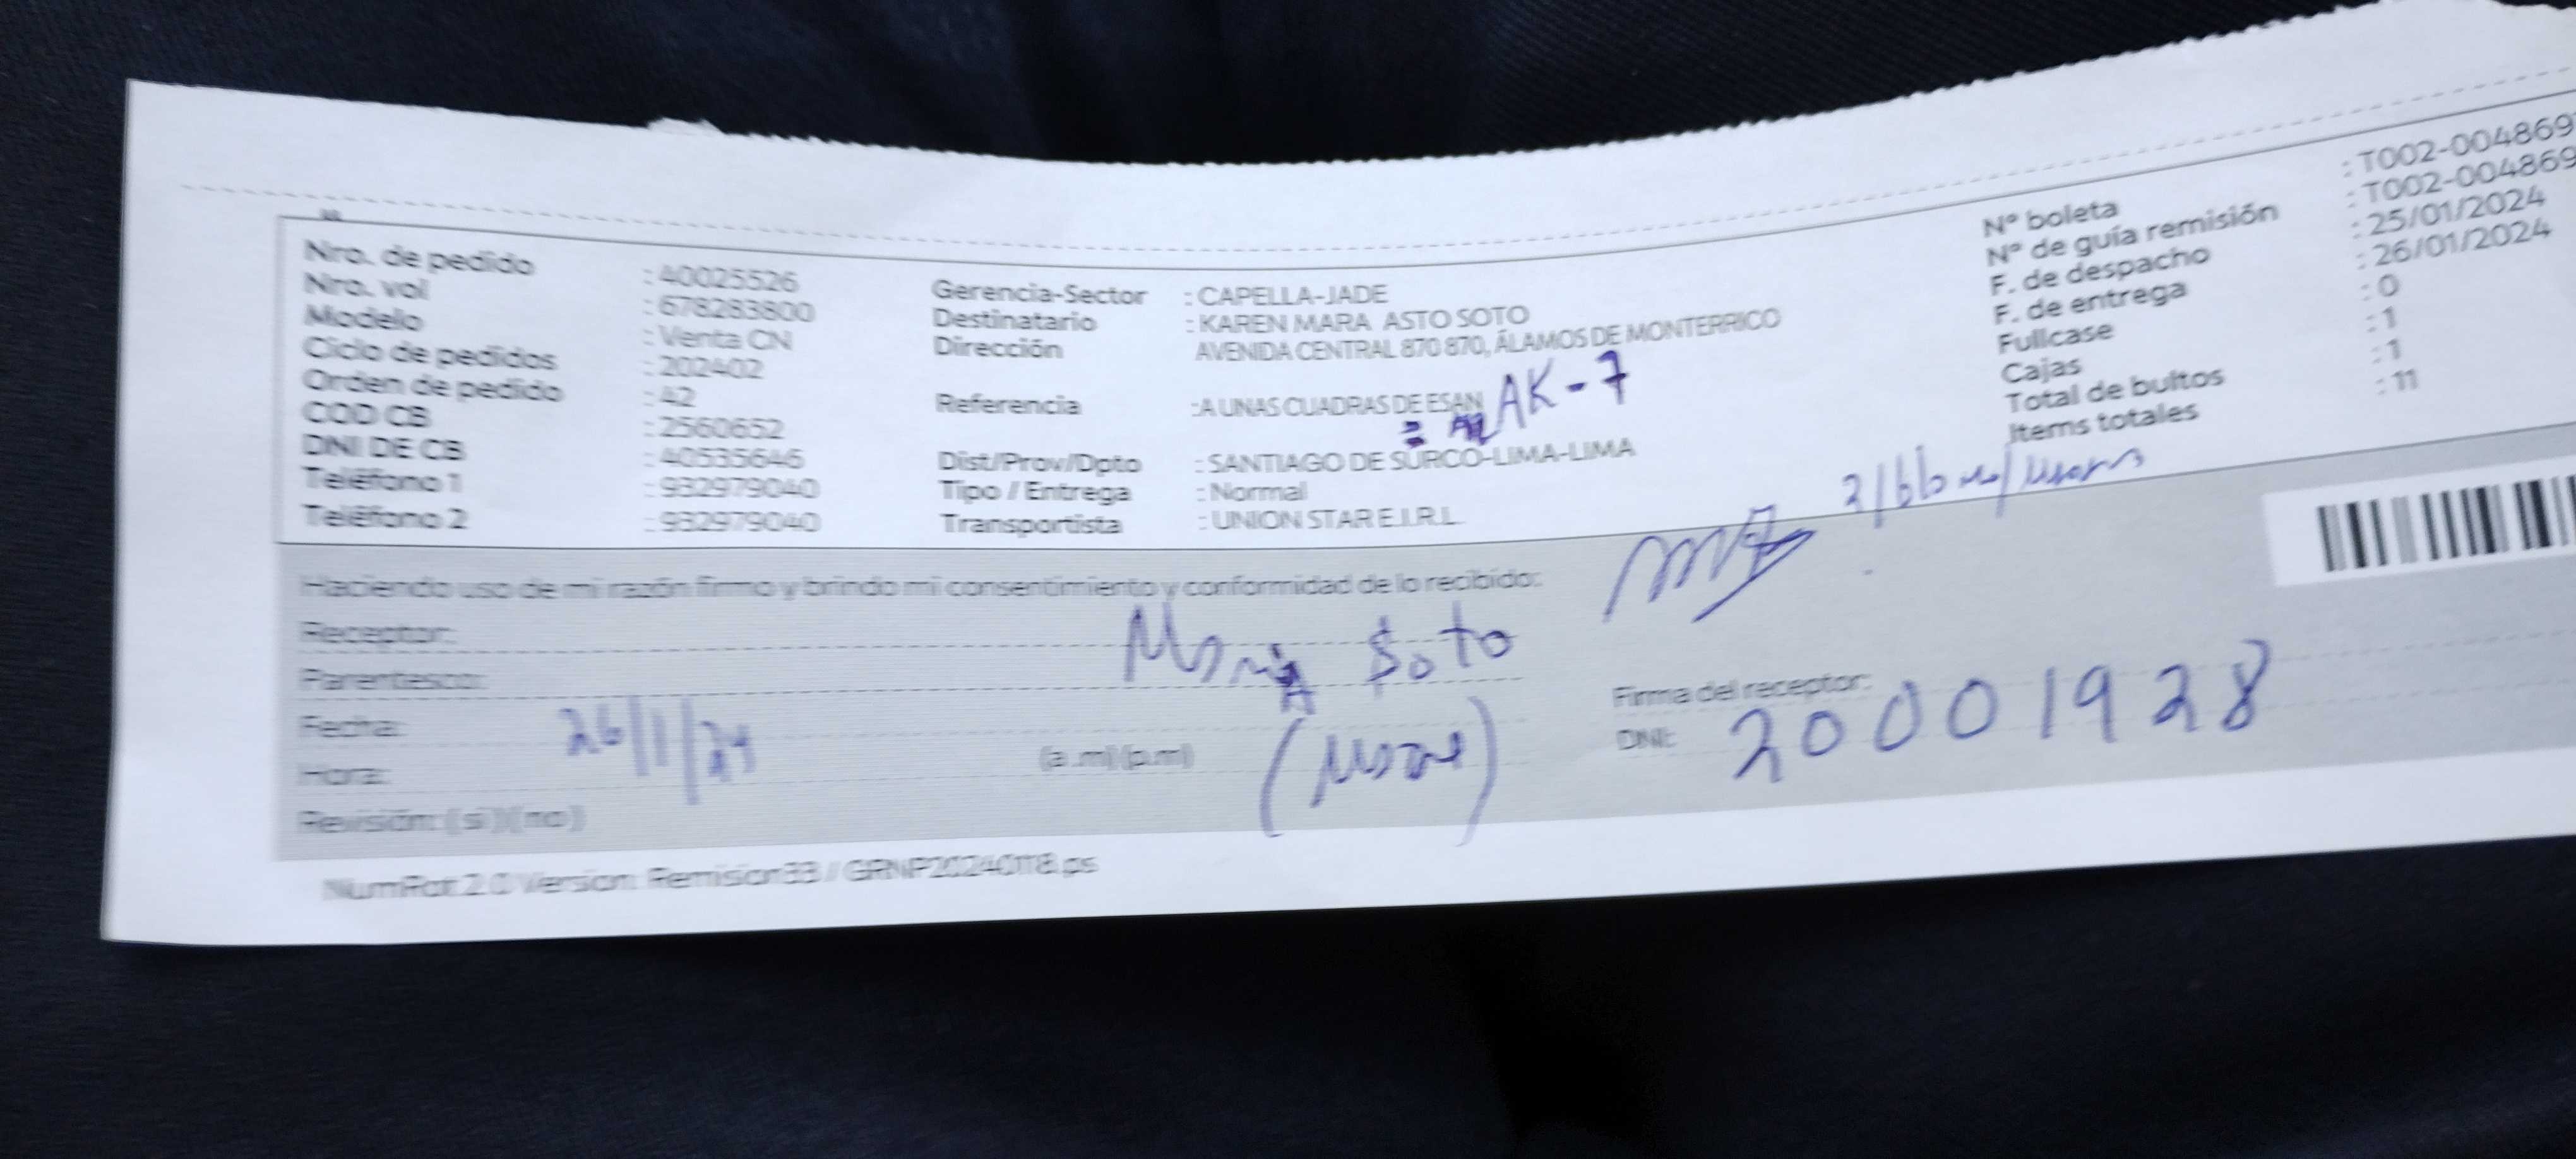 Nro. de pedido : 40025526
Nro. vol : 678283800
Modelo : Venta CN
Ciclo de pedidos : 202402
Orden de pedido : 42
COD CB : 2560652
DNI DE CB : 40535646
Teléfono 1 : 932979040
Teléfono 2 : 932979040
Gerencia-Sector : CAPELLA-JADE
Destinatario : KAREN MARA ASTO SOTO
Dirección AVENIDA CENTRAL 870 870, ÁLAMOS DE MONTERRICO
Referencia : A UNAS CUADRAS DE ESAN
AK-7
Dist/Prov/Dpto : SANTIAGO DE SURCO-LIMA-LIMA
Tipo / Entrega : Normal
Transportista : UNION STAR E.I.R.L.
N° boleta : T002-004869
N° de guía remisión : T002-004869
F. de despacho : 25/01/2024
F. de entrega : 26/01/2024
Fullcase : 0
Cajas : 1
Total de bultos : 1
Items totales : 11
Haciendo uso de mi razón firmo y brindo mi consentimiento y conformidad de lo recibido:
Receptor: Maria Soto
Parentesco:
Fecha: 26/1/24
Hora: (a.m) (p.m)
Revisión: (si) (no)
Firma del receptor:
DNI: 20001928
NumRot 2.0 Version: Remision33 / GRNP20240118.ps